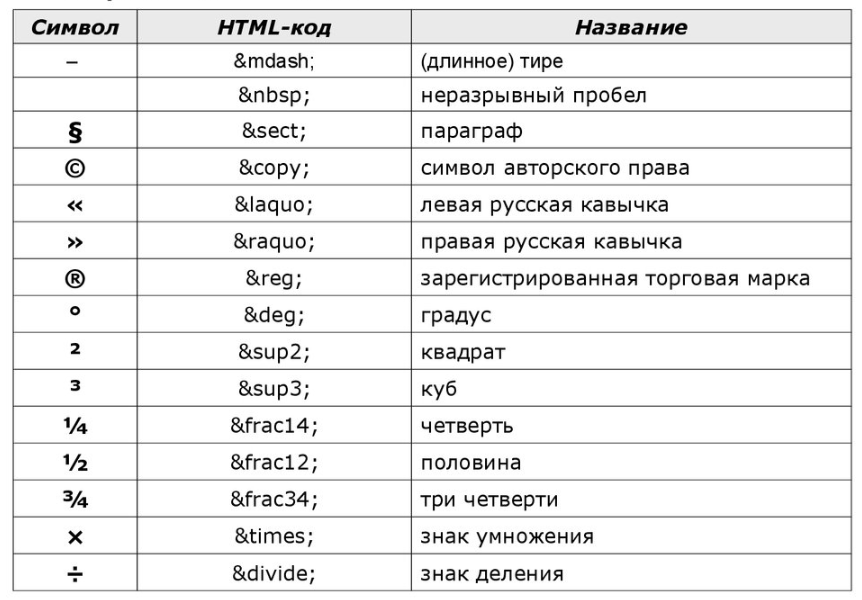 Символ HTML-код Название
– &mdash; (длинное) тире
&nbsp; неразрывный пробел
§ &sect; параграф
© &copy; символ авторского права
« &laquo; левая русская кавычка
» &raquo; правая русская кавычка
® &reg; зарегистрированная торговая марка
° &deg; градус
² &sup2; квадрат
³ &sup3; куб
¼ &frac14; четверть
½ &frac12; половина
¾ &frac34; три четверти
× &times; знак умножения
÷ &divide; знак деления